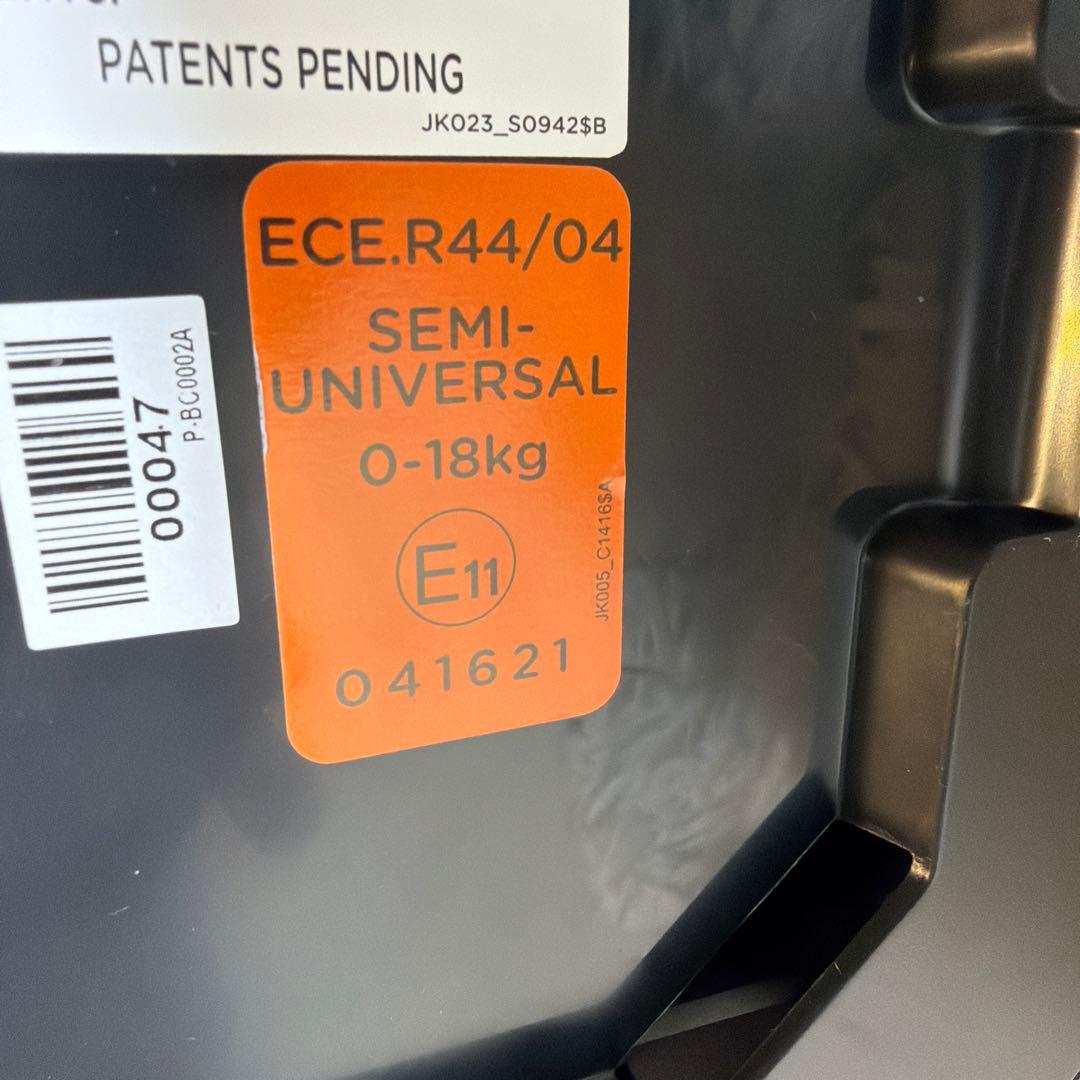 PATENTS PENDING
JK023_S0942$B
ECE.R44/04
SEMI-
UNIVERSAL
0-18kg
E11
041621
JK005_C1416$A
00047
P-BC0002A